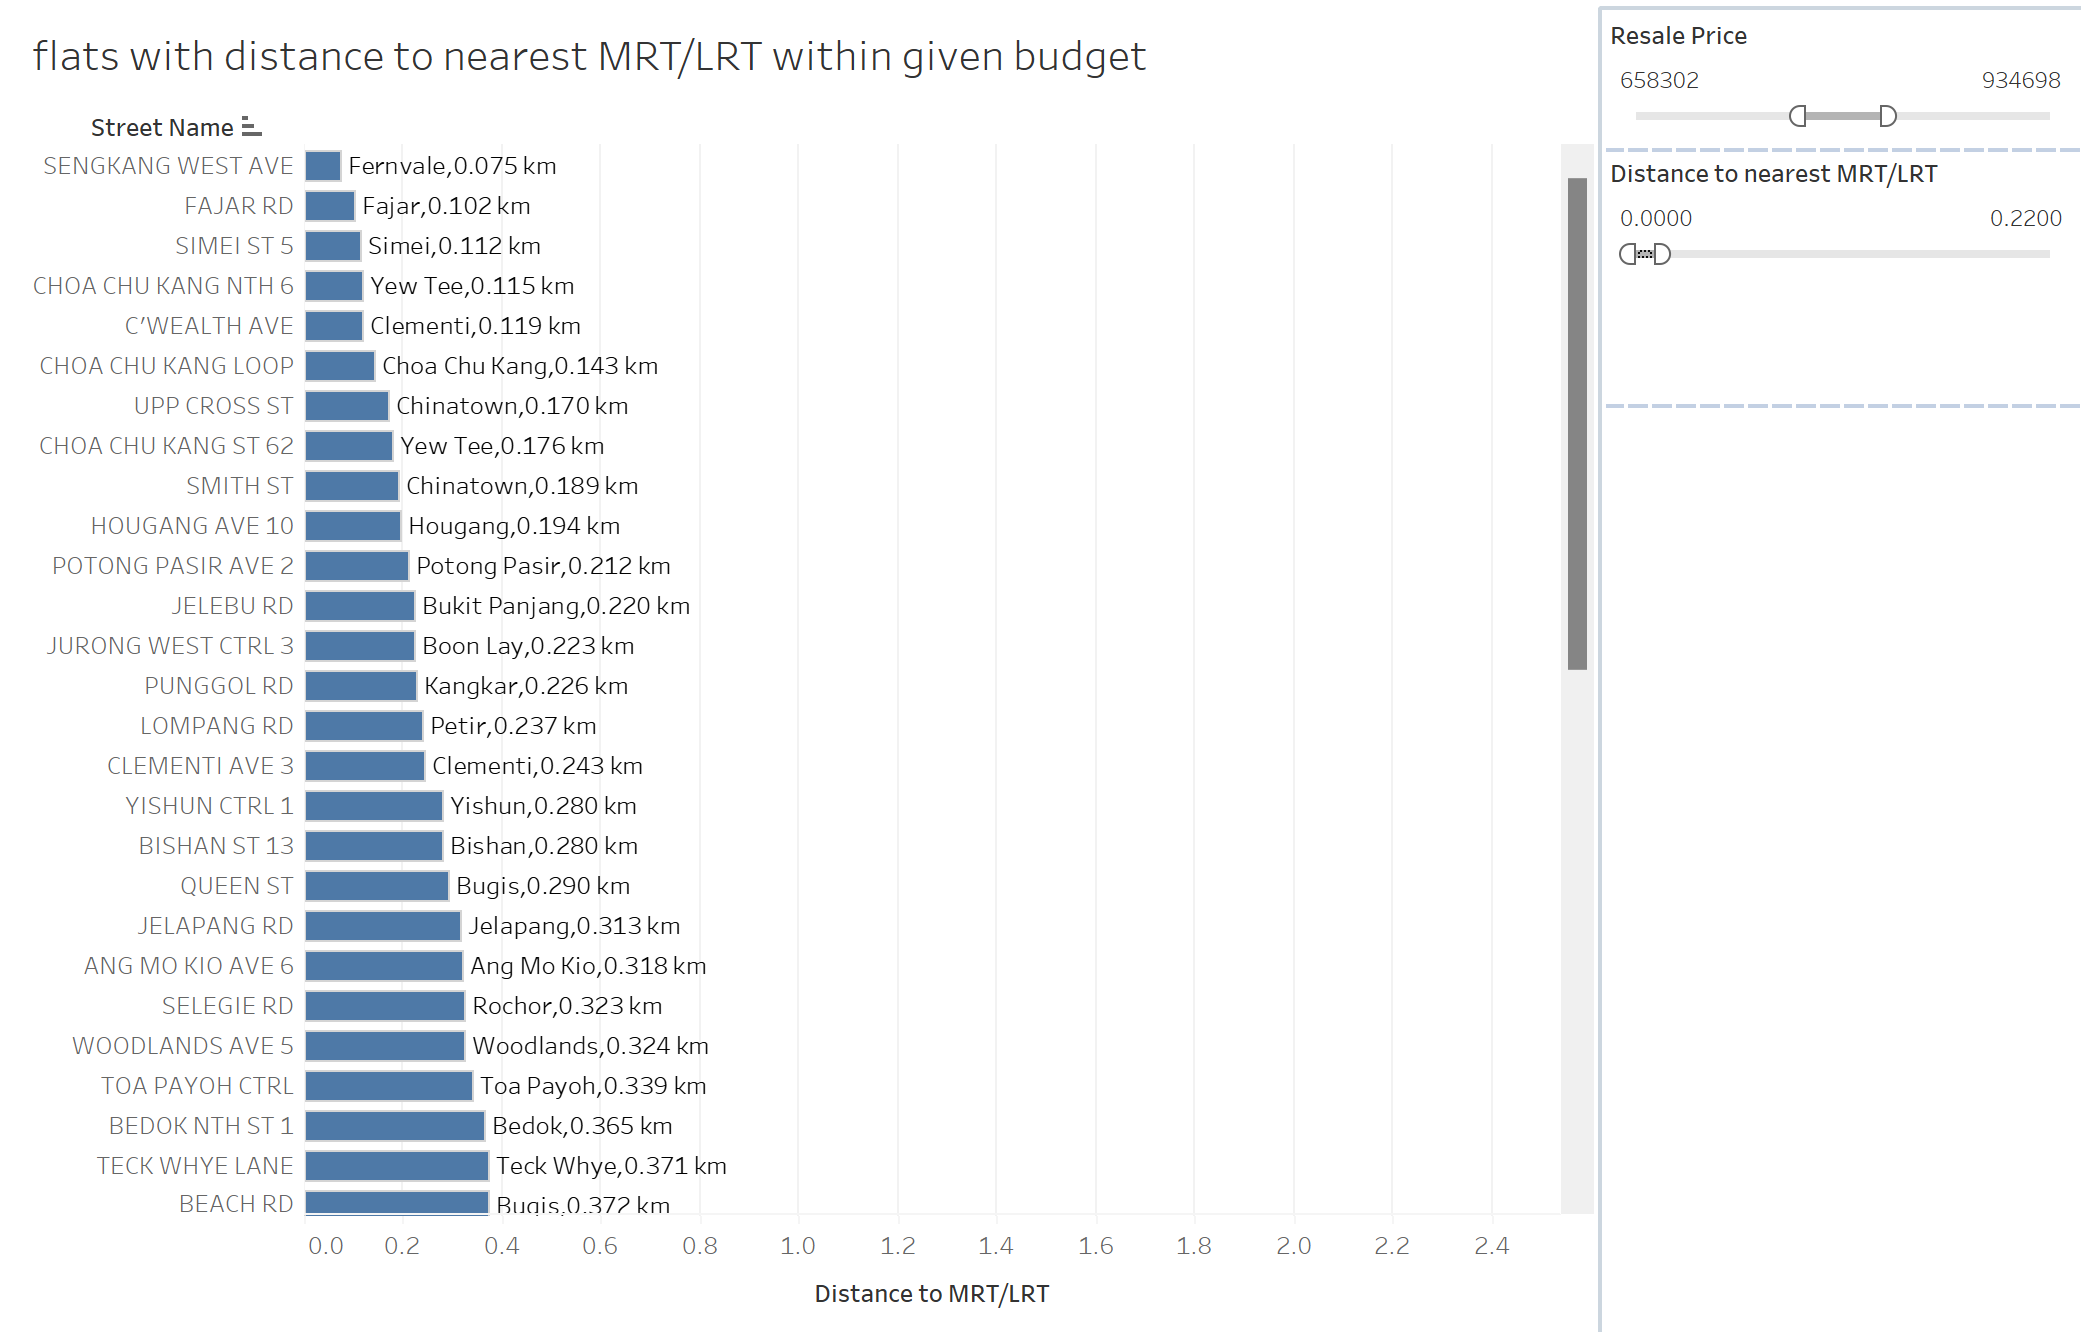 flats with distance to nearest MRT/LRT within given budget
Street Name
SENGKANG WEST AVE Fernvale,0.075 km
FAJAR RD Fajar,0.102 km
SIMEI ST 5 Simei,0.112 km
CHOA CHU KANG NTH 6 Yew Tee,0.115 km
C'WEALTH AVE Clementi,0.119 km
CHOA CHU KANG LOOP Choa Chu Kang,0.143 km
UPP CROSS ST Chinatown,0.170 km
CHOA CHU KANG ST 62 Yew Tee,0.176 km
SMITH ST Chinatown,0.189 km
HOUGANG AVE 10 Hougang,0.194 km
POTONG PASIR AVE 2 Potong Pasir,0.212 km
JELEBU RD Bukit Panjang,0.220 km
JURONG WEST CTRL 3 Boon Lay,0.223 km
PUNGGOL RD Kangkar,0.226 km
LOMPANG RD Petir,0.237 km
CLEMENTI AVE 3 Clementi,0.243 km
YISHUN CTRL 1 Yishun,0.280 km
BISHAN ST 13 Bishan,0.280 km
QUEEN ST Bugis,0.290 km
JELAPANG RD Jelapang,0.313 km
ANG MO KIO AVE 6 Ang Mo Kio,0.318 km
SELEGIE RD Rochor,0.323 km
WOODLANDS AVE 5 Woodlands,0.324 km
TOA PAYOH CTRL Toa Payoh,0.339 km
BEDOK NTH ST 1 Bedok,0.365 km
TECK WHYE LANE Teck Whye,0.371 km
BEACH RD Bugis,0.372 km
0.0 0.2 0.4 0.6 0.8 1.0 1.2 1.4 1.6 1.8 2.0 2.2 2.4
Distance to MRT/LRT
Resale Price
658302 934698
Distance to nearest MRT/LRT
0.0000 0.2200